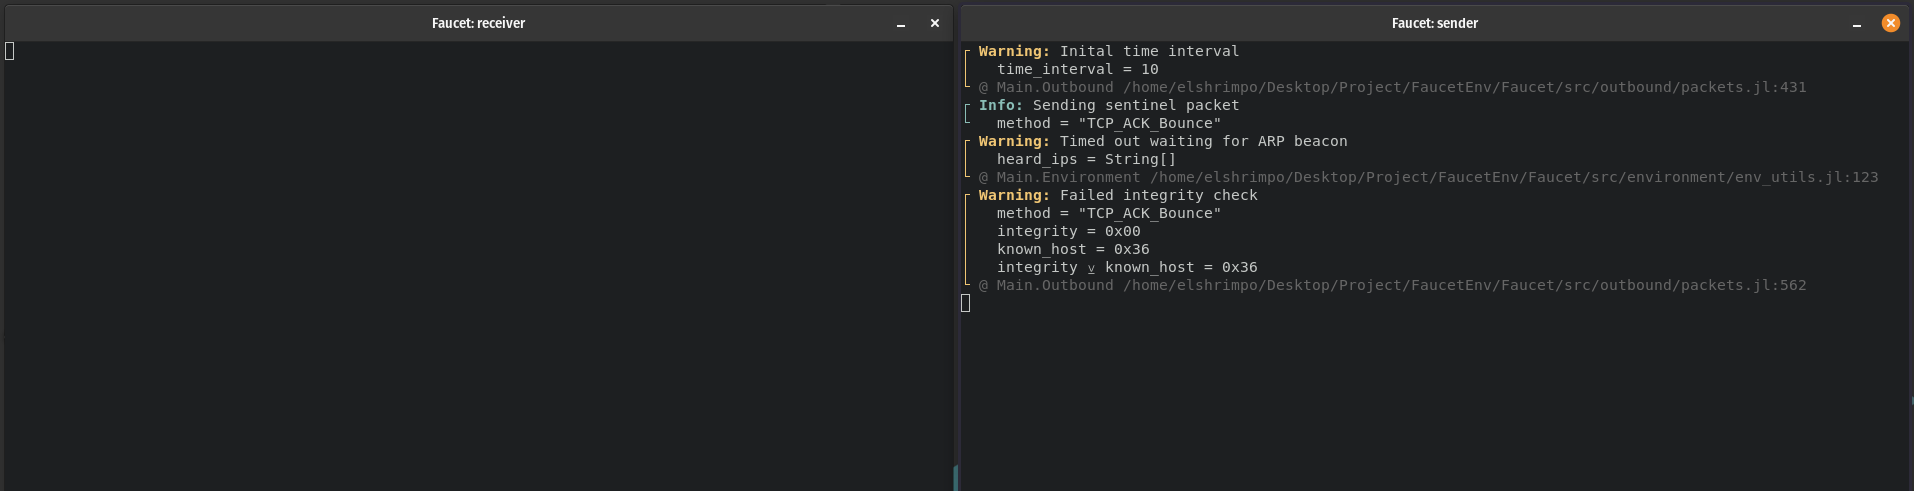 Faucet: receiver
Faucet: sender
Warning: Inital time interval
time_interval = 10
@ Main.Outbound /home/elshrimpo/Desktop/Project/FaucetEnv/Faucet/src/outbound/packets.jl:431
Info: Sending sentinel packet
method = "TCP_ACK_Bounce"
Warning: Timed out waiting for ARP beacon
heard_ips = String[]
@ Main.Environment /home/elshrimpo/Desktop/Project/FaucetEnv/Faucet/src/environment/env_utils.jl:123
Warning: Failed integrity check
method = "TCP_ACK_Bounce"
integrity = 0x00
known_host = 0x36
integrity ⊻ known_host = 0x36
@ Main.Outbound /home/elshrimpo/Desktop/Project/FaucetEnv/Faucet/src/outbound/packets.jl:562